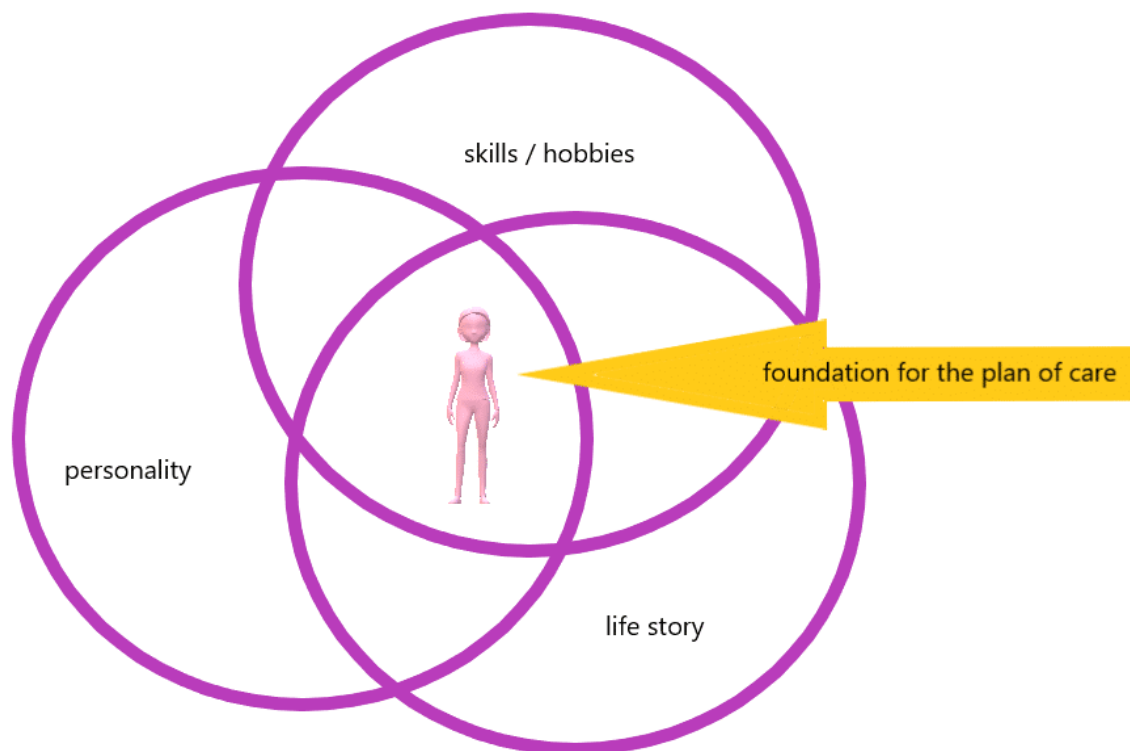 skills / hobbies
foundation for the plan of care
personality
life story